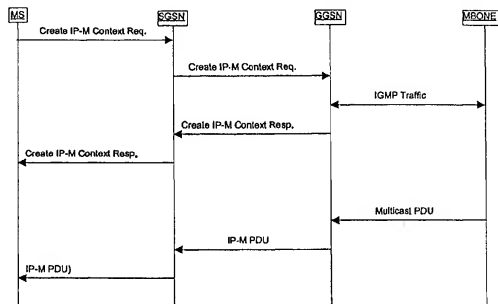 MS SGSN GGSN MBONE
Create IP-M Context Req.
Create IP-M Context Req.
IGMP Traffic
Create IP-M Context Resp.
Create IP-M Context Resp.
Multicast PDU
IP-M PDU
IP-M PDU)